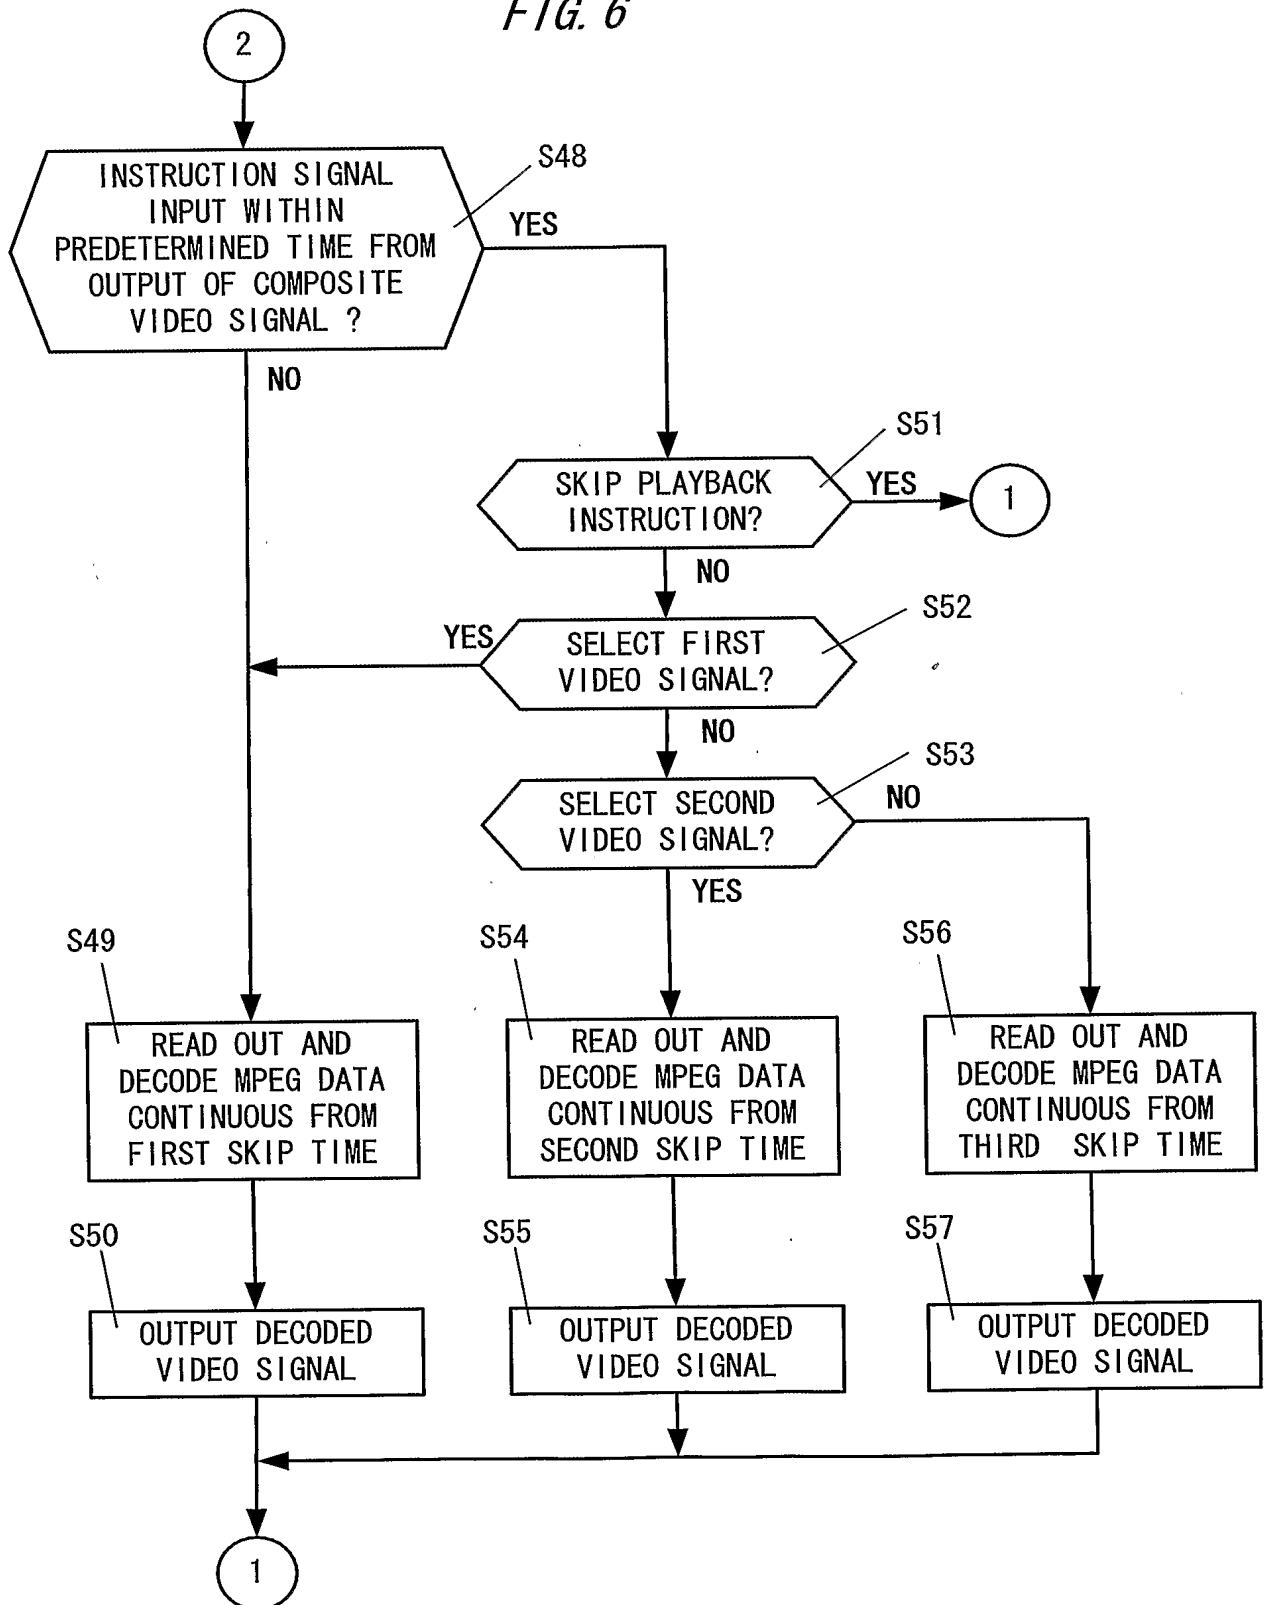 FIG. 6
2
INSTRUCTION SIGNAL
INPUT WITHIN
PREDETERMINED TIME FROM
OUTPUT OF COMPOSITE
VIDEO SIGNAL ?
S48
YES
NO
SKIP PLAYBACK
INSTRUCTION?
S51
YES
1
NO
SELECT FIRST
VIDEO SIGNAL?
S52
YES
NO
SELECT SECOND
VIDEO SIGNAL?
S53
NO
YES
S49
READ OUT AND
DECODE MPEG DATA
CONTINUOUS FROM
FIRST SKIP TIME
S54
READ OUT AND
DECODE MPEG DATA
CONTINUOUS FROM
SECOND SKIP TIME
S56
READ OUT AND
DECODE MPEG DATA
CONTINUOUS FROM
THIRD SKIP TIME
S50
OUTPUT DECODED
VIDEO SIGNAL
S55
OUTPUT DECODED
VIDEO SIGNAL
S57
OUTPUT DECODED
VIDEO SIGNAL
1